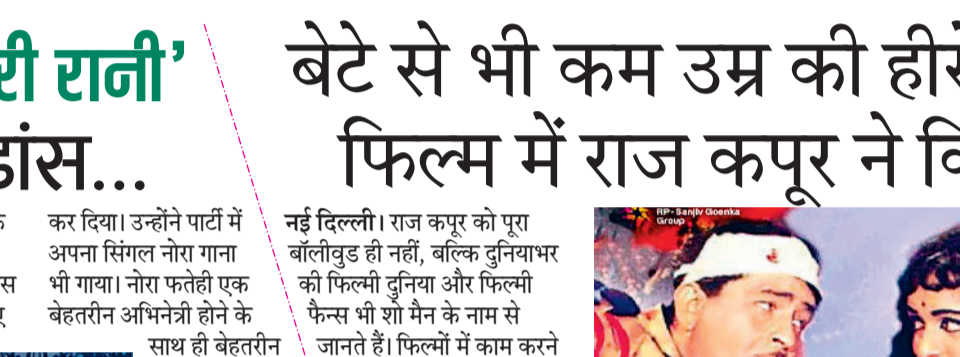 री रानी’
डांस...
कर दिया। उन्होंने पार्टी में
अपना सिंगल नोरा गाना
भी गाया। नोरा फतेही एक
बेहतरीन अभिनेत्री होने के
साथ ही बेहतरीन
बेटे से भी कम उम्र की
फिल्म में राज कपूर ने
नई दिल्ली। राज कपूर को पूरा
बॉलीवुड ही नहीं, बल्कि दुनियाभर
की फिल्मी दुनिया और फिल्मी
फैन्स भी शो मैन के नाम से
जानते हैं। फिल्मों में काम करने
RP-Sanjiv Goenka
Group